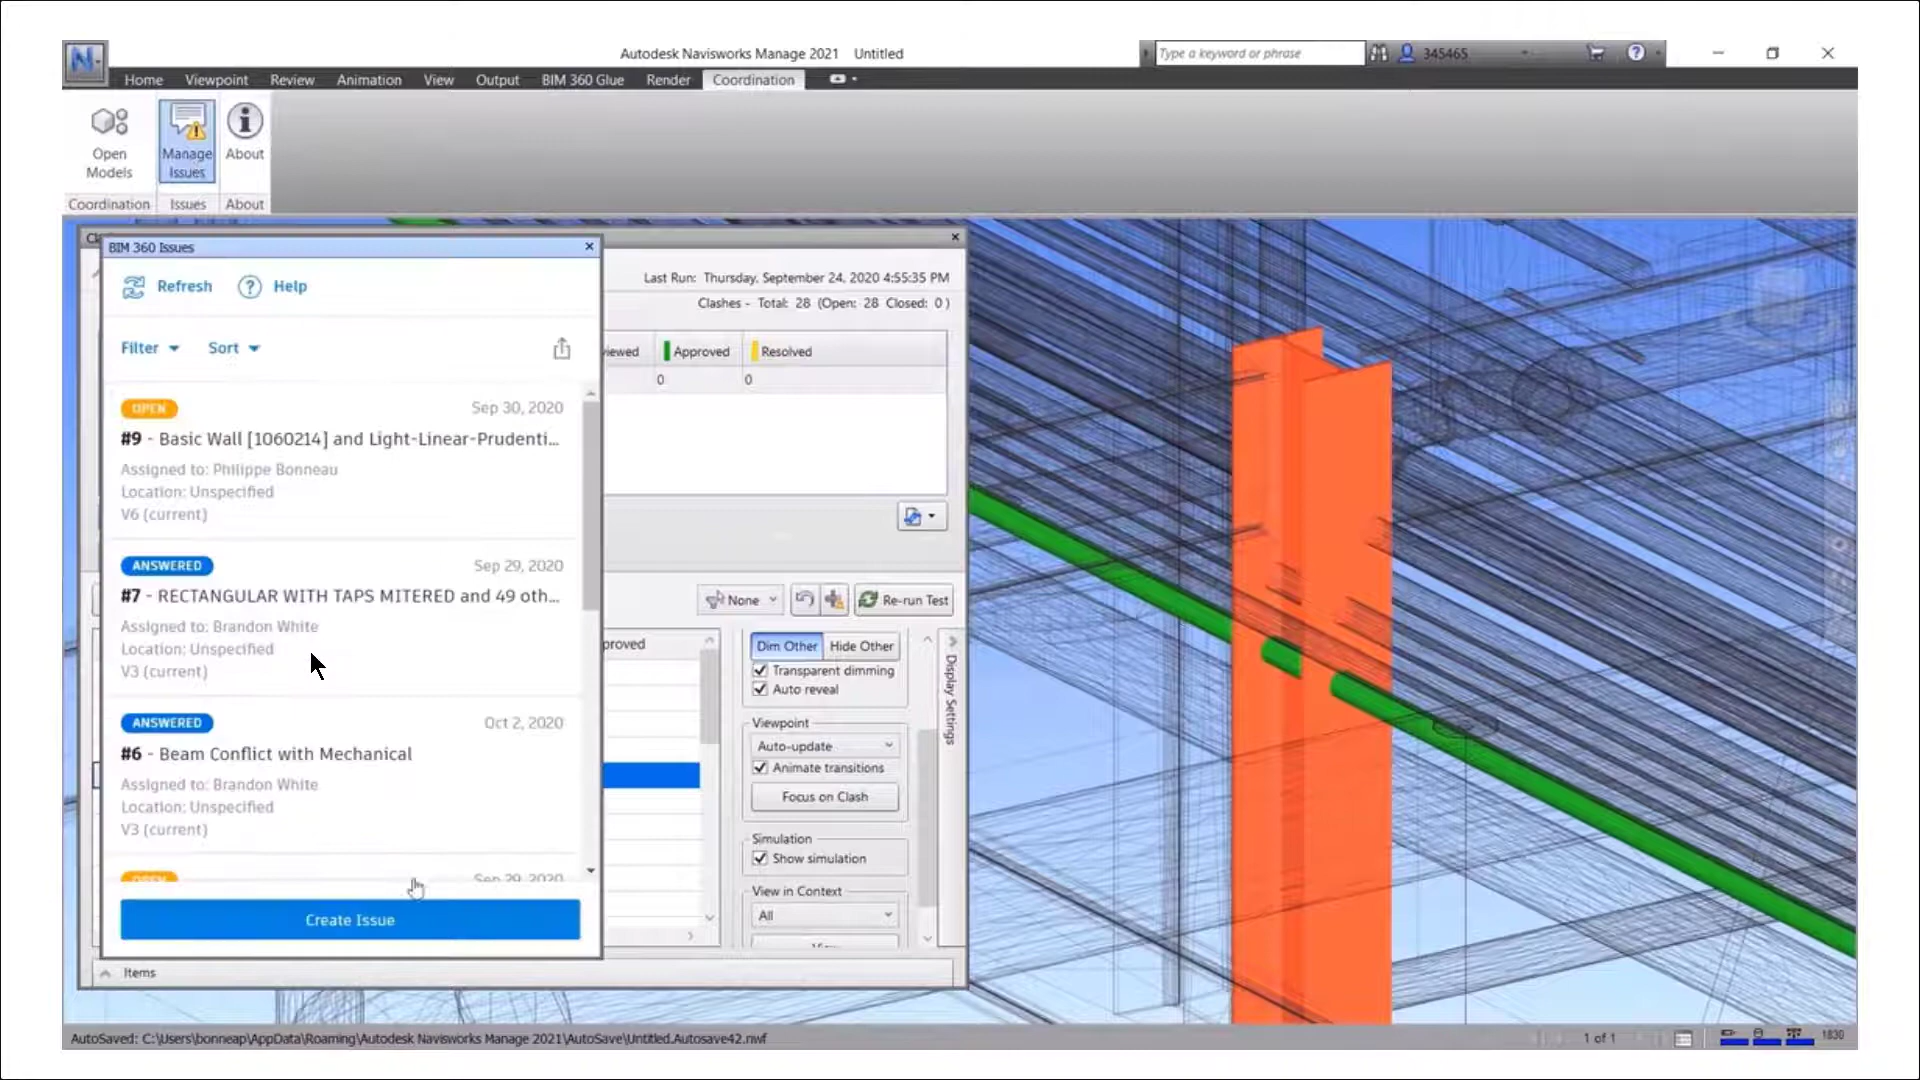 Autodesk Navisworks Manage 2021 Untitled
Type a keyword or phrase
345465
Home Viewpoint Review Animation View Output BIM 360 Glue Render Coordination
Open Models
Manage Issues
About
Coordination Issues About
BIM 360 Issues
Refresh Help
Filter Sort
OPEN Sep 30, 2020
#9 - Basic Wall [1060214] and Light-Linear-Prudenti...
Assigned to: Philippe Bonneau
Location: Unspecified
V6 (current)
ANSWERED Sep 29, 2020
#7 - RECTANGULAR WITH TAPS MITERED and 49 oth...
Assigned to: Brandon White
Location: Unspecified
V3 (current)
ANSWERED Oct 2, 2020
#6 - Beam Conflict with Mechanical
Assigned to: Brandon White
Location: Unspecified
V3 (current)
OPEN Sep 29, 2020
Create Issue
Last Run: Thursday, September 24, 2020 4:55:35 PM
Clashes - Total: 28 (Open: 28 Closed: 0 )
iewed Approved Resolved
0 0
None Re-run Test
proved
Dim Other Hide Other
Transparent dimming
Auto reveal
Viewpoint
Auto-update
Animate transitions
Focus on Clash
Simulation
Show simulation
View in Context
All
Display Settings
Items
AutoSaved: C:\Users\bonneap\AppData\Roaming\Autodesk Navisworks Manage 2021\AutoSave\Untitled.Autosave42.nwf
1 of 1
1830